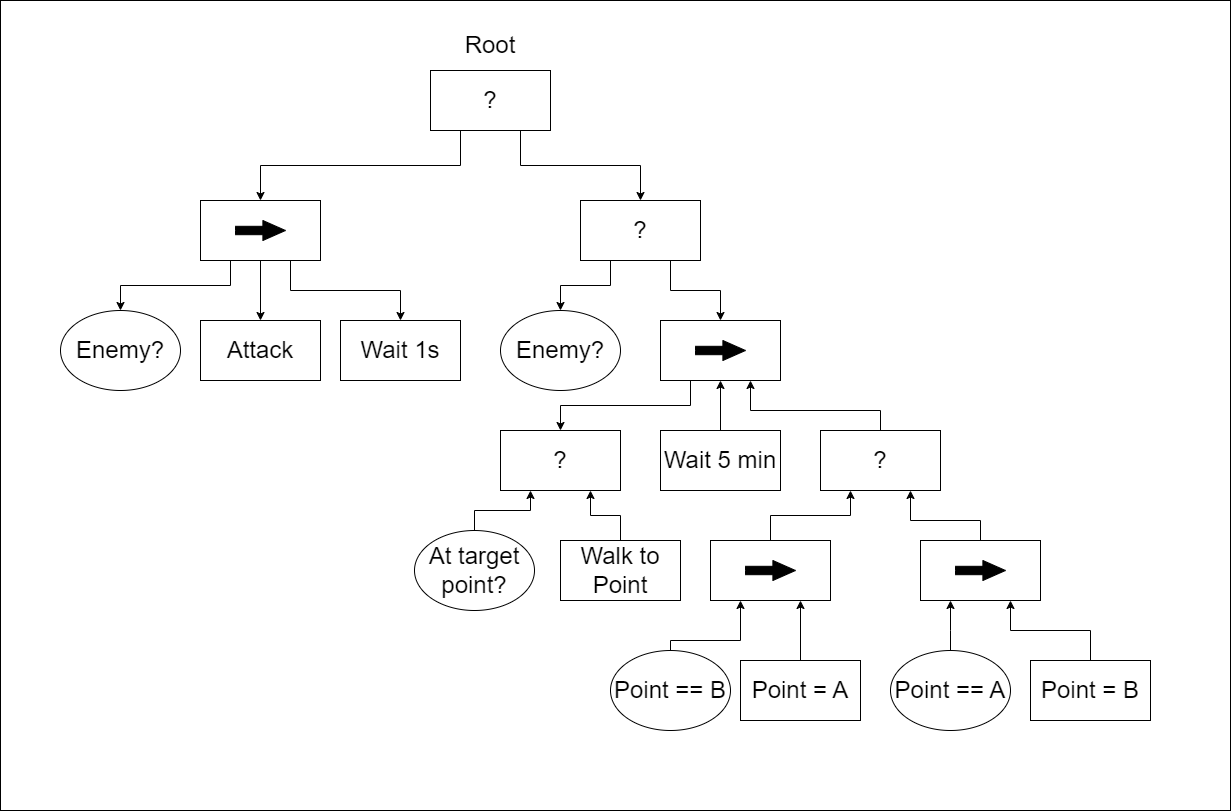 Root
?
?
Enemy?
Attack
Wait 1s
Enemy?
?
Wait 5 min
?
At target
point?
Walk to
Point
Point == B
Point = A
Point == A
Point = B